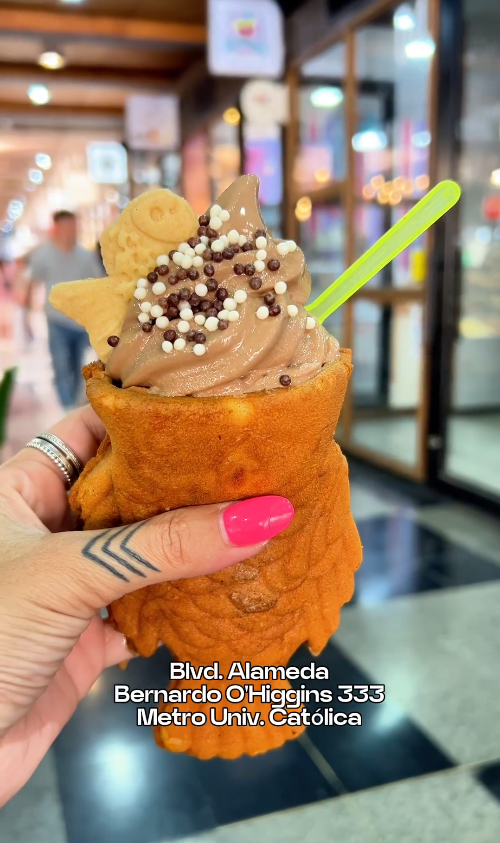 Blvd. Alameda
Bernardo O'Higgins 333
Metro Univ. Católica